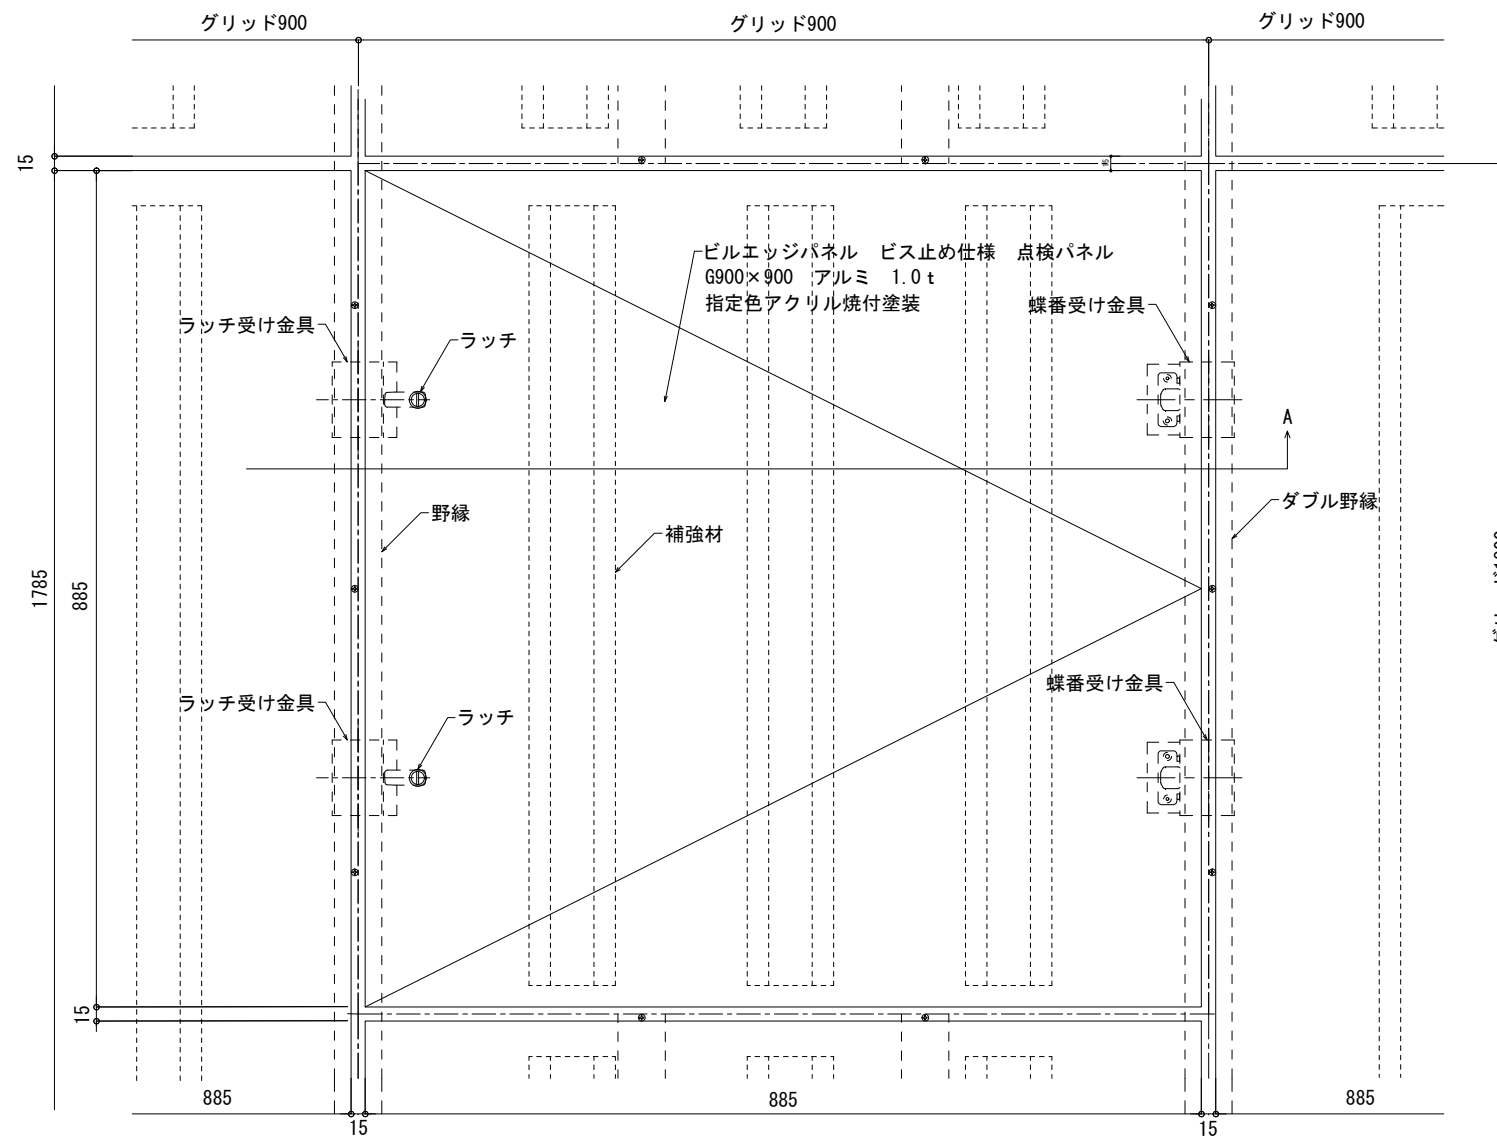 グリッド900
グリッド900
グリッド900
15
15
ビルエッジパネル　ビス止め仕様　点検パネル
G900×900　アルミ　1.0ｔ
指定色アクリル焼付塗装
ラッチ受け金具
ラッチ
蝶番受け金具
A
野縁
補強材
ダブル野縁
1785
885
ラッチ受け金具
ラッチ
蝶番受け金具
15
885
885
885
15
15